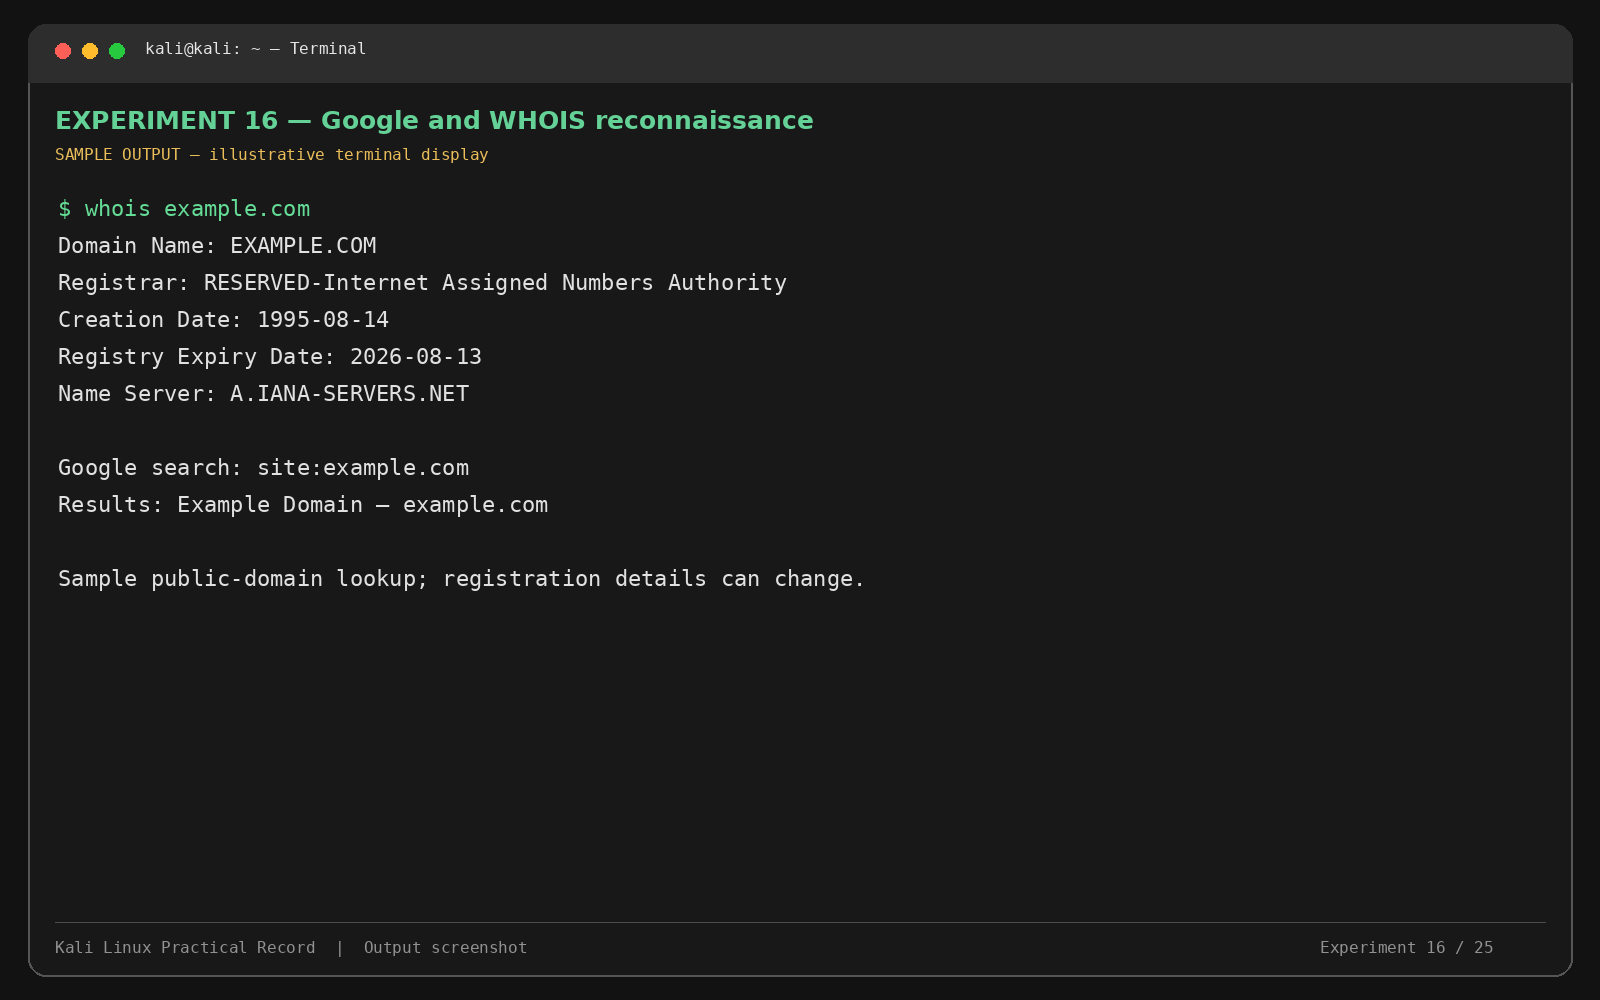 kali@kali: ~ — Terminal
EXPERIMENT 16 — Google and WHOIS reconnaissance
SAMPLE OUTPUT — illustrative terminal display
$ whois example.com
Domain Name: EXAMPLE.COM
Registrar: RESERVED-Internet Assigned Numbers Authority
Creation Date: 1995-08-14
Registry Expiry Date: 2026-08-13
Name Server: A.IANA-SERVERS.NET
Google search: site:example.com
Results: Example Domain — example.com
Sample public-domain lookup; registration details can change.
Kali Linux Practical Record | Output screenshot
Experiment 16 / 25